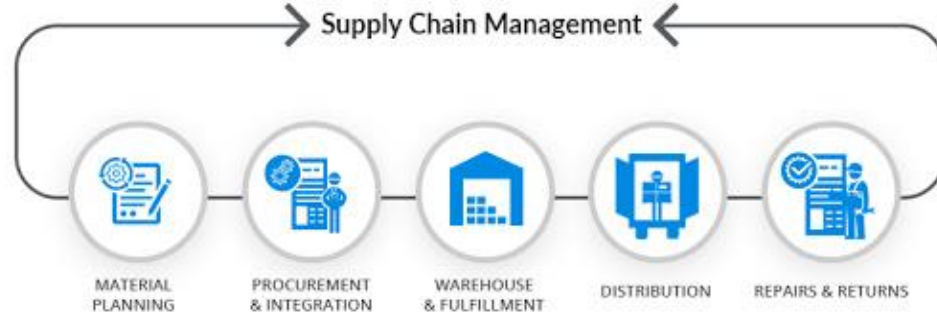 Supply Chain Management
MATERIAL
PLANNING
PROCUREMENT
& INTEGRATION
WAREHOUSE
& FULFILLMENT
DISTRIBUTION
REPAIRS & RETURNS